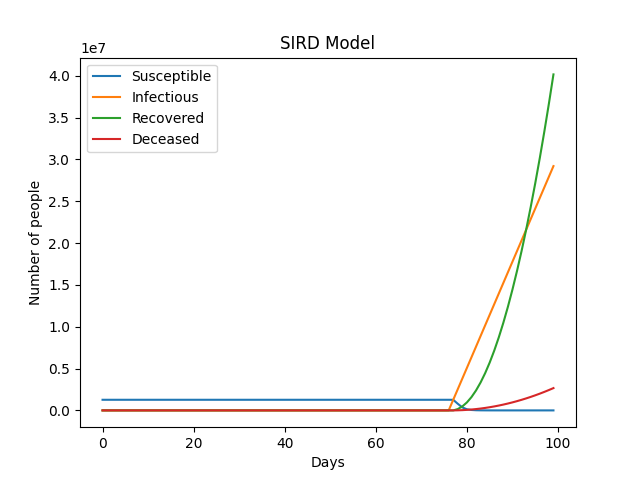 SIRD Model
1e7
Susceptible
Infectious
Recovered
Deceased
4.0
3.5
3.0
2.5
2.0
1.5
1.0
0.5
0.0
Number of people
0 20 40 60 80 100
Days